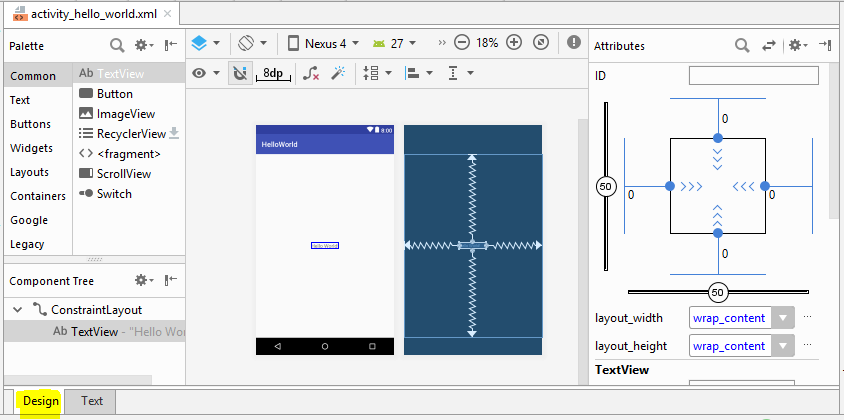 activity_hello_world.xml
Palette
Common
Text
Buttons
Widgets
Layouts
Containers
Google
Legacy
Ab TextView
Button
ImageView
RecyclerView
<> <fragment>
ScrollView
Switch
Component Tree
ConstraintLayout
Ab TextView - "Hello Wor
Nexus 4
27
18%
8dp
8:00
HelloWorld
Hello World!
Attributes
ID
0
50
0
0
0
50
layout_width
wrap_content
...
layout_height
wrap_content
...
TextView
Design
Text